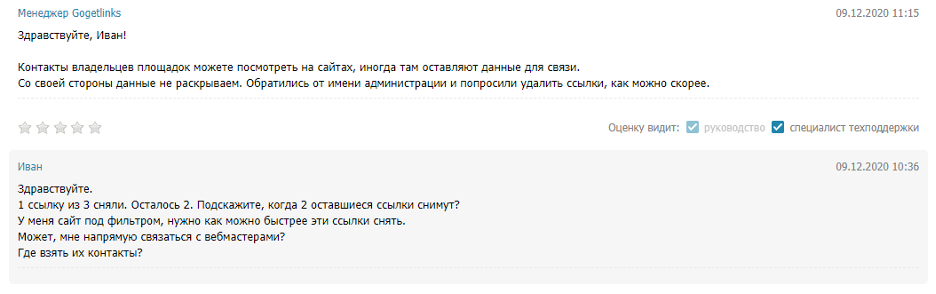 Менеджер Gogetlinks 09.12.2020 11:15
Здравствуйте, Иван!
Контакты владельцев площадок можете посмотреть на сайтах, иногда там оставляют данные для связи.
Со своей стороны данные не раскрываем. Обратились от имени администрации и попросили удалить ссылки, как можно скорее.
Оценку видит: руководство специалист техподдержки
Иван 09.12.2020 10:36
Здравствуйте.
1 ссылку из 3 сняли. Осталось 2. Подскажите, когда 2 оставшиеся ссылки снимут?
У меня сайт под фильтром, нужно как можно быстрее эти ссылки снять.
Может, мне напрямую связаться с вебмастерами?
Где взять их контакты?